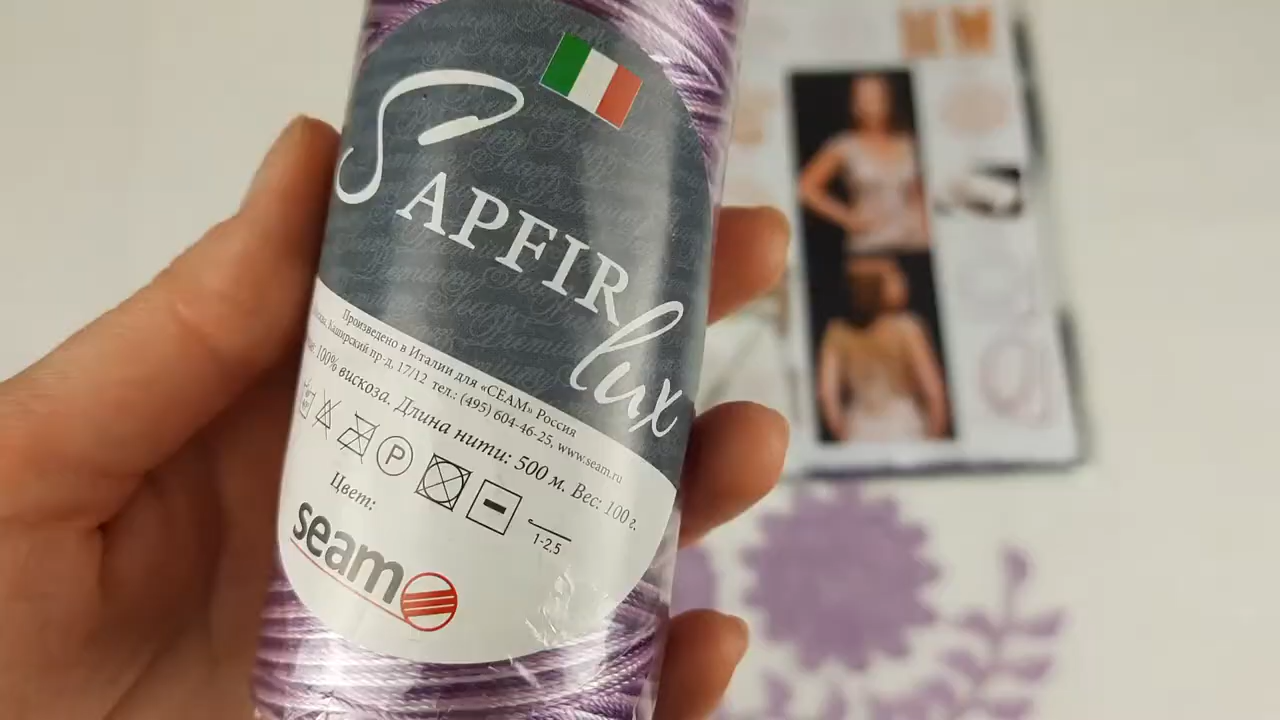 SAPFIR
lux
Произведено в Италии для «СЕАМ» Россия
Каширский пр-д, 17/12 тел.: (495) 604-46-25, www.seam.ru
100% вискоза. Длина нити: 500 м. Вес: 100 г.
P
1-2,5
Цвет:
seam